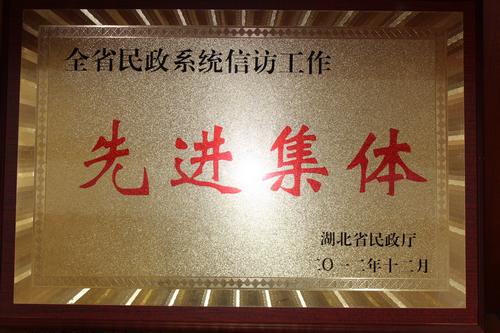 全省民政系统信访工作
先进集体
湖北省民政厅
二〇一二年十二月